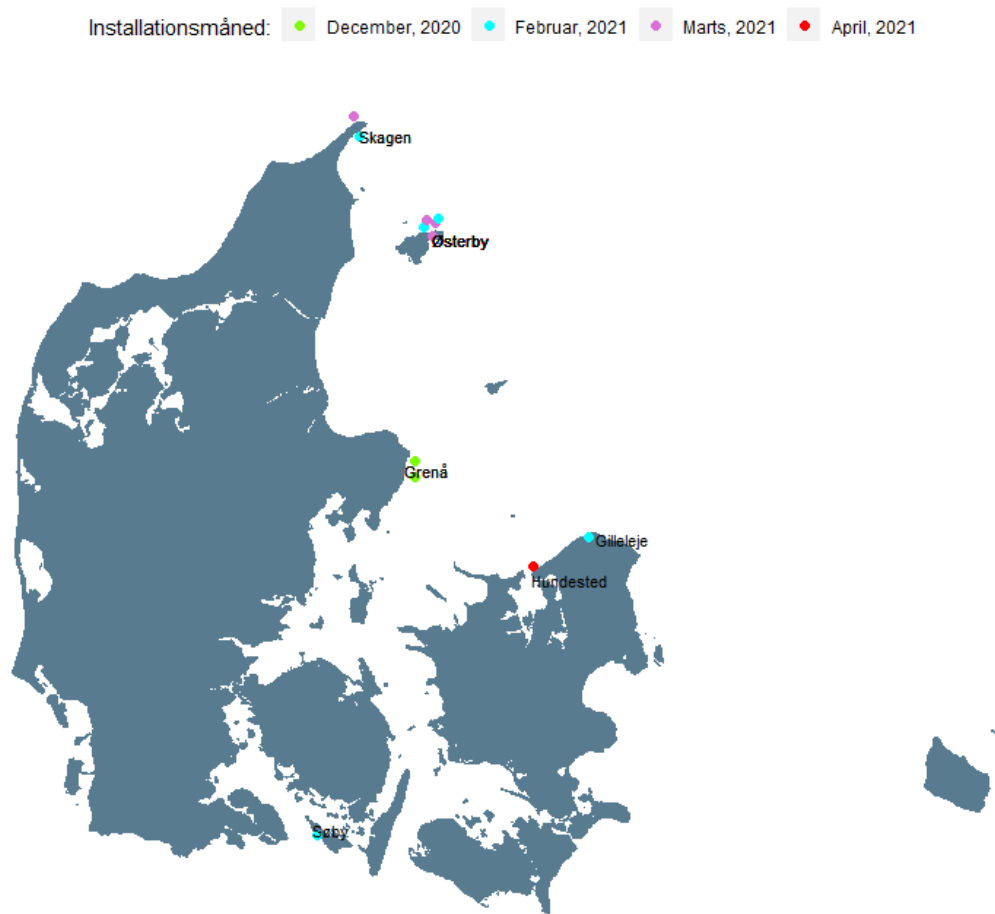 Installationsmåned: December, 2020 Februar, 2021 Marts, 2021 April, 2021
Skagen
Østerby
Grenå
Gilleleje
Hundested
Søby